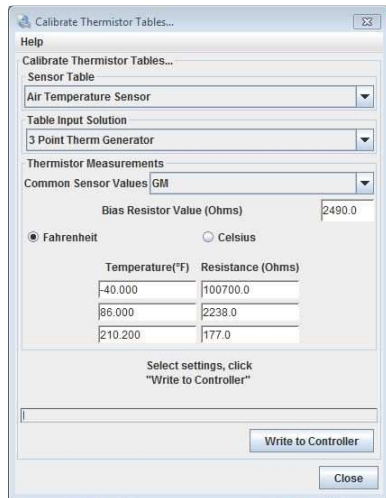 Calibrate Thermistor Tables...
Help
Calibrate Thermistor Tables...
Sensor Table
Air Temperature Sensor
Table Input Solution
3 Point Therm Generator
Thermistor Measurements
Common Sensor Values GM
Bias Resistor Value (Ohms) 2490.0
Fahrenheit Celsius
Temperature(°F) Resistance (Ohms)
-40.000 100700.0
86.000 2238.0
210.200 177.0
Select settings, click
"Write to Controller"
Write to Controller
Close